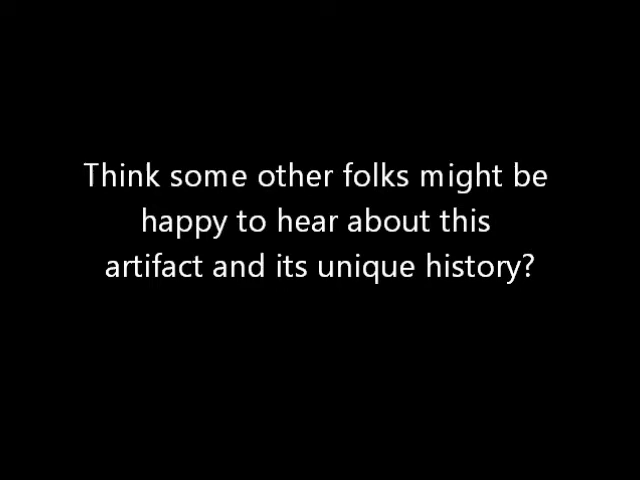 Think some other folks might be
happy to hear about this
artifact and its unique history?